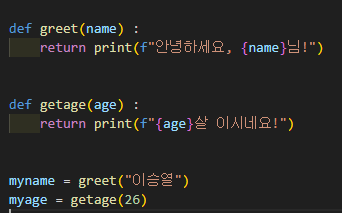 def greet(name) :
    return print(f"안녕하세요, {name}님!")
def getage(age) :
    return print(f"{age}살 이시네요!")
myname = greet("이승열")
myage = getage(26)